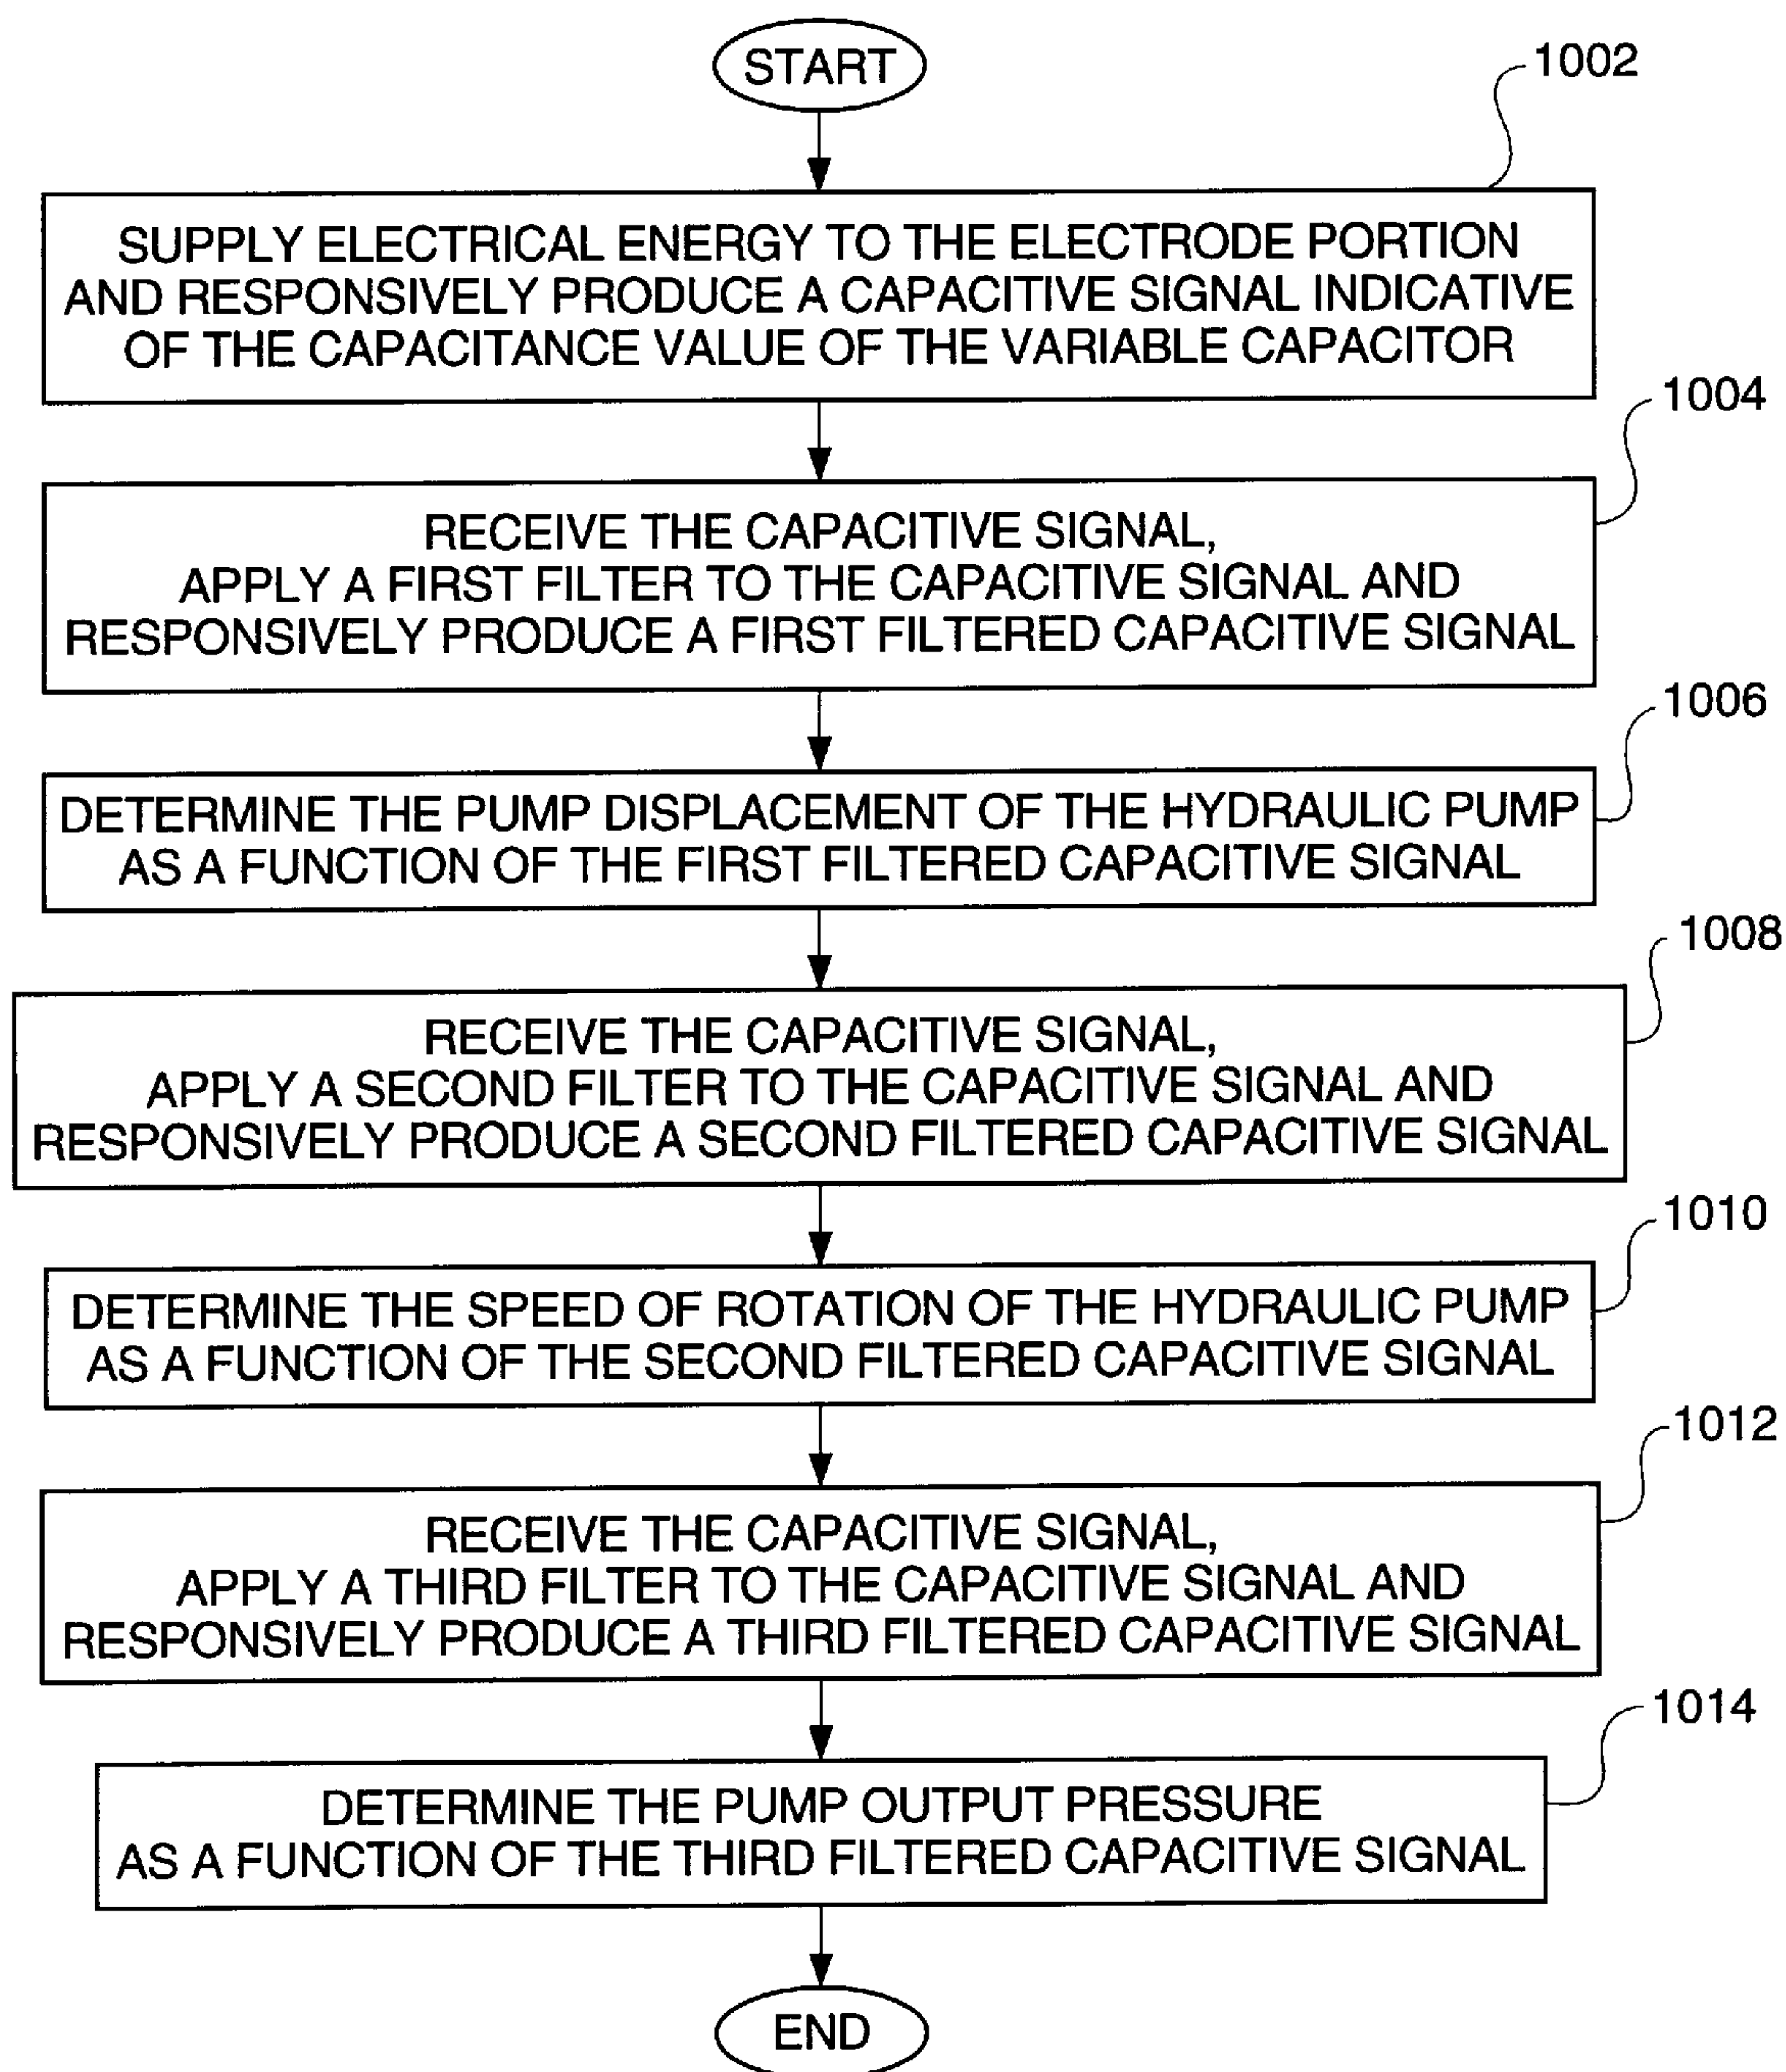 START
1002
SUPPLY ELECTRICAL ENERGY TO THE ELECTRODE PORTION
AND RESPONSIVELY PRODUCE A CAPACITIVE SIGNAL INDICATIVE
OF THE CAPACITANCE VALUE OF THE VARIABLE CAPACITOR
1004
RECEIVE THE CAPACITIVE SIGNAL,
APPLY A FIRST FILTER TO THE CAPACITIVE SIGNAL AND
RESPONSIVELY PRODUCE A FIRST FILTERED CAPACITIVE SIGNAL
1006
DETERMINE THE PUMP DISPLACEMENT OF THE HYDRAULIC PUMP
AS A FUNCTION OF THE FIRST FILTERED CAPACITIVE SIGNAL
1008
RECEIVE THE CAPACITIVE SIGNAL,
APPLY A SECOND FILTER TO THE CAPACITIVE SIGNAL AND
RESPONSIVELY PRODUCE A SECOND FILTERED CAPACITIVE SIGNAL
1010
DETERMINE THE SPEED OF ROTATION OF THE HYDRAULIC PUMP
AS A FUNCTION OF THE SECOND FILTERED CAPACITIVE SIGNAL
1012
RECEIVE THE CAPACITIVE SIGNAL,
APPLY A THIRD FILTER TO THE CAPACITIVE SIGNAL AND
RESPONSIVELY PRODUCE A THIRD FILTERED CAPACITIVE SIGNAL
1014
DETERMINE THE PUMP OUTPUT PRESSURE
AS A FUNCTION OF THE THIRD FILTERED CAPACITIVE SIGNAL
END